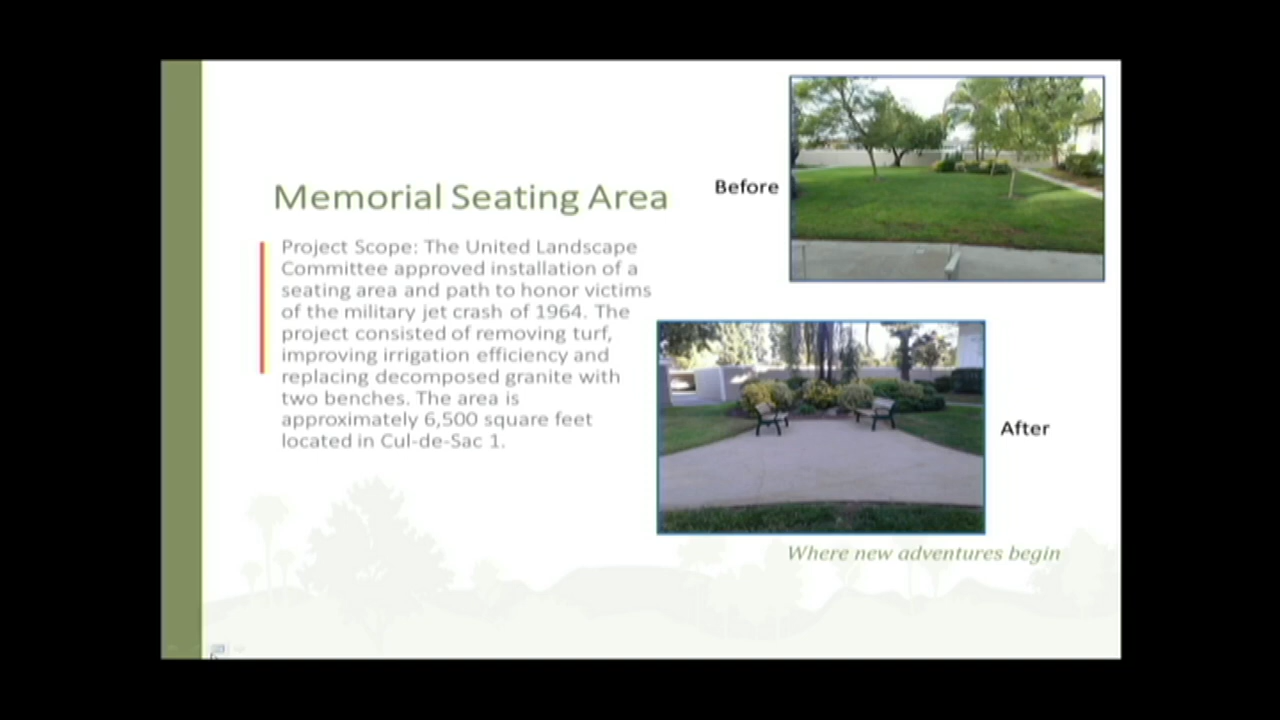 Memorial Seating Area
Project Scope: The United Landscape
Committee approved installation of a
seating area and path to honor victims
of the military jet crash of 1964. The
project consisted of removing turf,
improving irrigation efficiency and
replacing decomposed granite with
two benches. The area is
approximately 6,500 square feet
located in Cul-de-Sac 1.
Before
After
Where new adventures begin